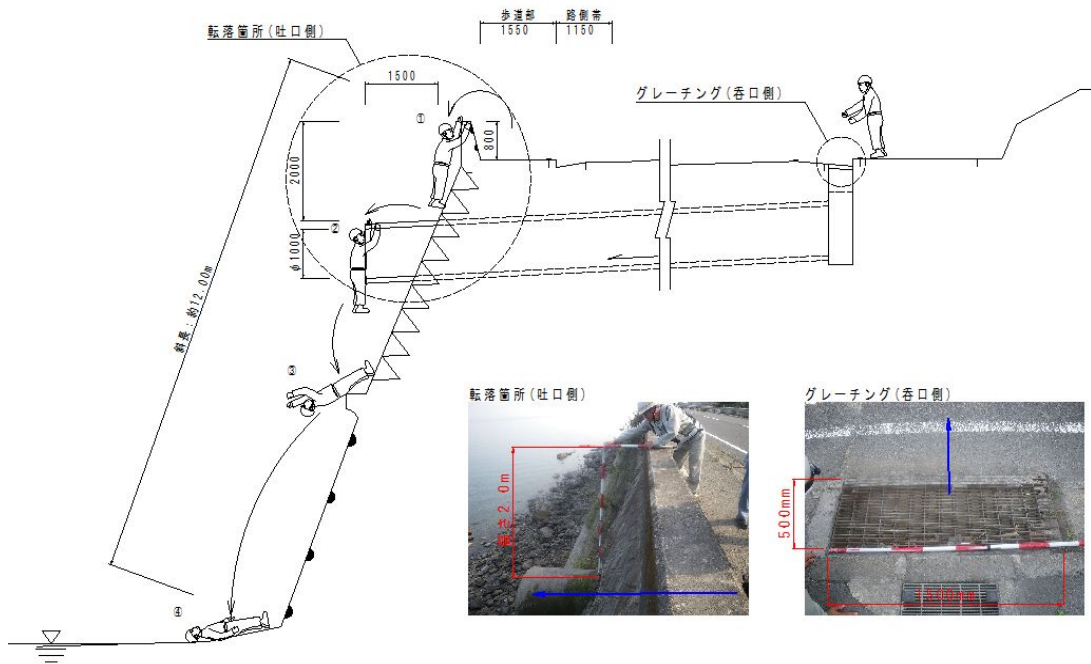 転落箇所(吐口側)
歩道部
路側帯
1550
1150
1500
グレーチング(呑口側)
①
800
2000
②
φ1000
斜長：約12.00m
③
④
転落箇所(吐口側)
グレーチング(呑口側)
高さ2.0m
500mm
1500mm